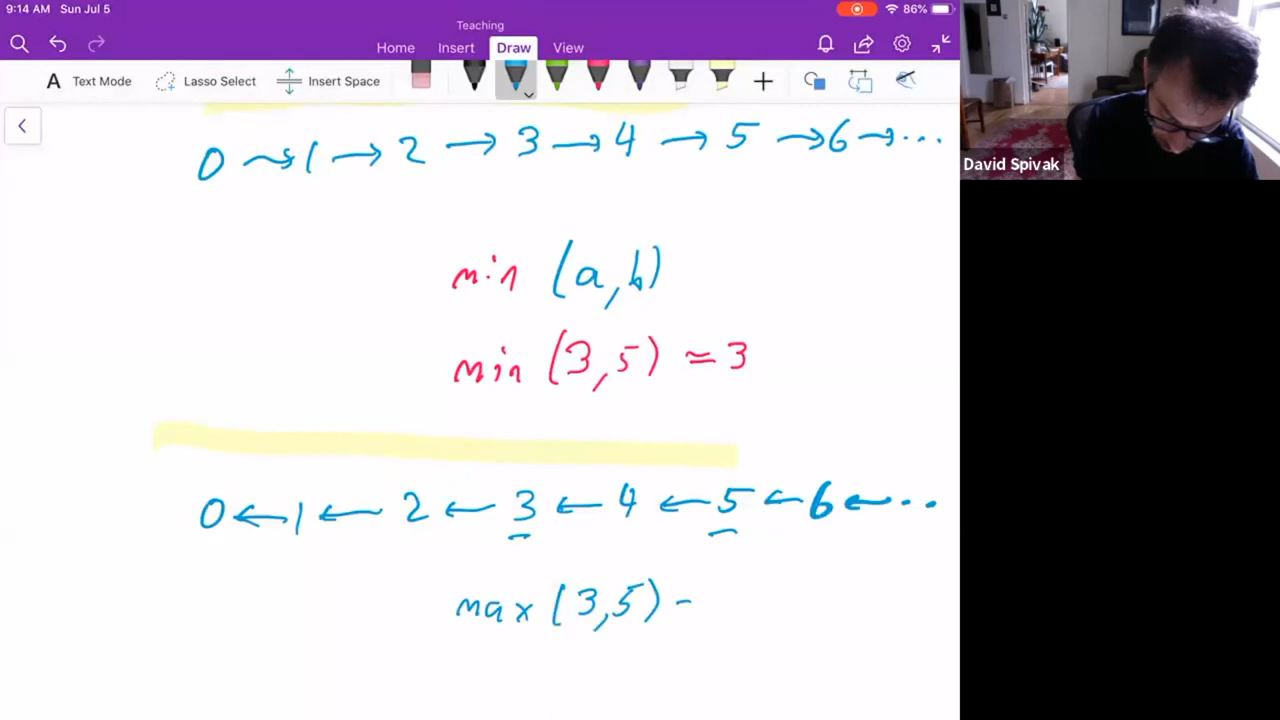 9:14 AM Sun Jul 5
86%
Teaching
Home Insert Draw View
A Text Mode Lasso Select Insert Space
David Spivak
0 → 1 → 2 → 3 → 4 → 5 → 6 → ...
min (a,b)
min (3,5) = 3
0 ← 1 ← 2 ← 3 ← 4 ← 5 ← 6 ← ..
max (3,5) -